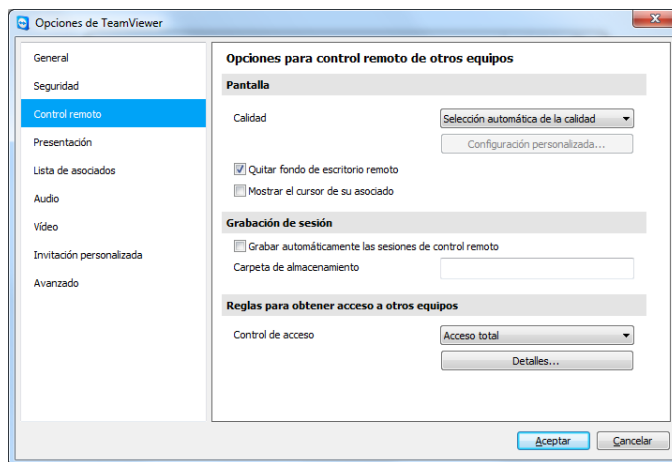 Opciones de TeamViewer
General
Seguridad
Control remoto
Presentación
Lista de asociados
Audio
Vídeo
Invitación personalizada
Avanzado
Opciones para control remoto de otros equipos
Pantalla
Calidad
Selección automática de la calidad
Configuración personalizada...
Quitar fondo de escritorio remoto
Mostrar el cursor de su asociado
Grabación de sesión
Grabar automáticamente las sesiones de control remoto
Carpeta de almacenamiento
Reglas para obtener acceso a otros equipos
Control de acceso
Acceso total
Detalles...
Aceptar
Cancelar